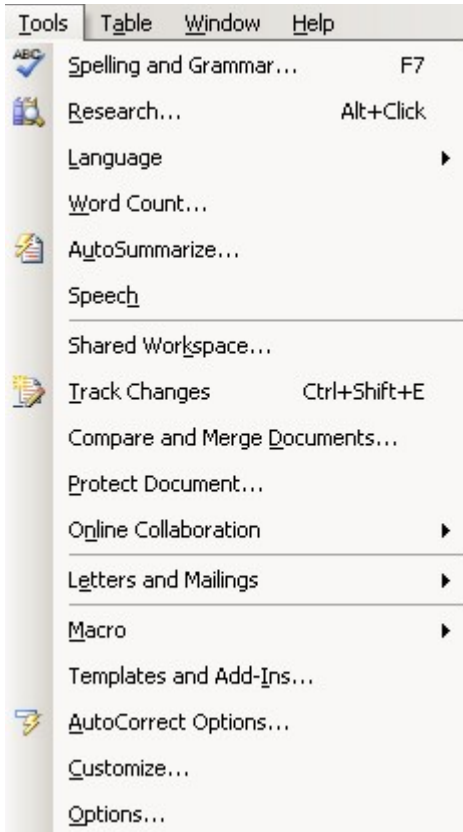 Tools Table Window Help
ABC Spelling and Grammar... F7
Research... Alt+Click
Language
Word Count...
AutoSummarize...
Speech
Shared Workspace...
Track Changes Ctrl+Shift+E
Compare and Merge Documents...
Protect Document...
Online Collaboration
Letters and Mailings
Macro
Templates and Add-Ins...
AutoCorrect Options...
Customize...
Options...